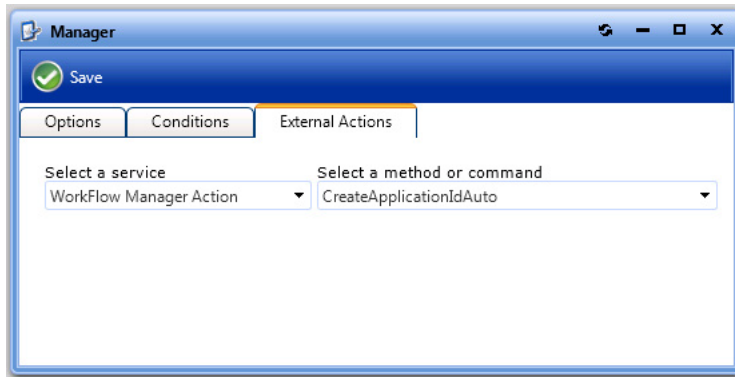 Manager
Save
Options Conditions External Actions
Select a service Select a method or command
WorkFlow Manager Action CreateApplicationIdAuto